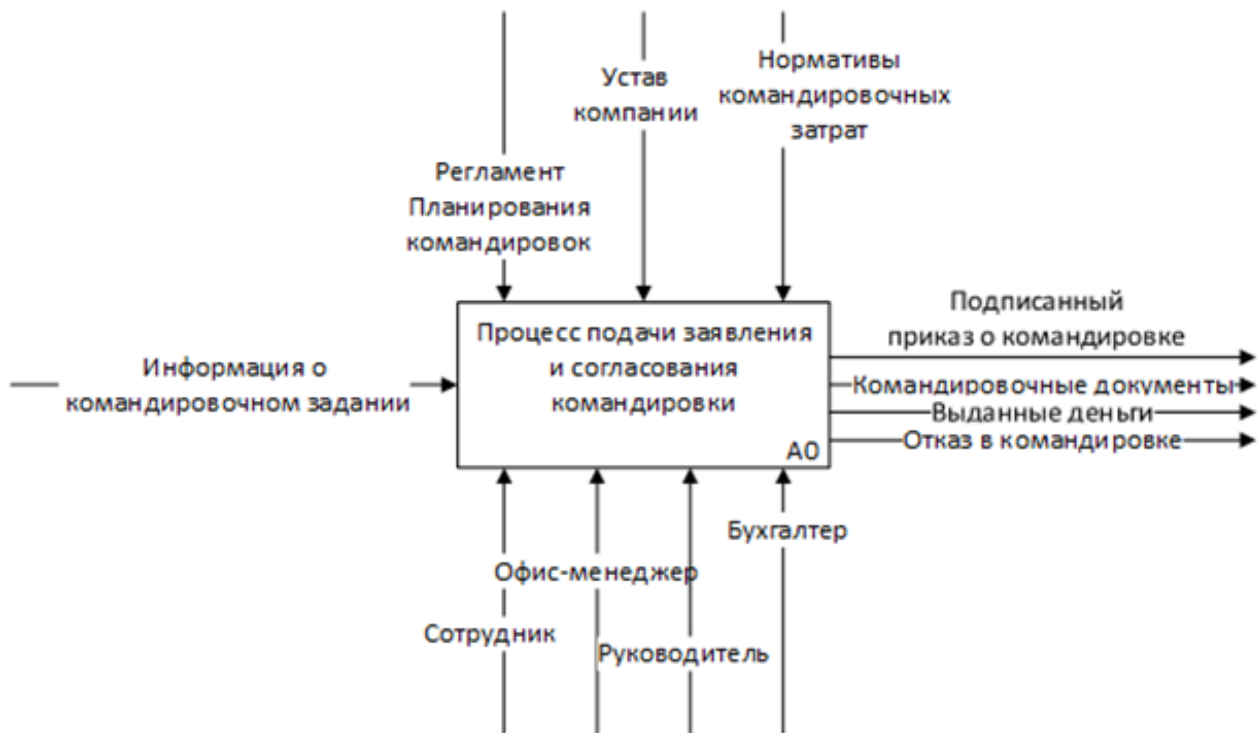 Регламент
Планирования
командировок
Устав
компании
Нормативы
командировочных
затрат
Информация о
командировочном задании
Процесс подачи заявления
и согласования
командировки
A0
Подписанный
приказ о командировке
Командировочные документы
Выданные деньги
Отказ в командировке
Сотрудник
Офис-менеджер
Руководитель
Бухгалтер